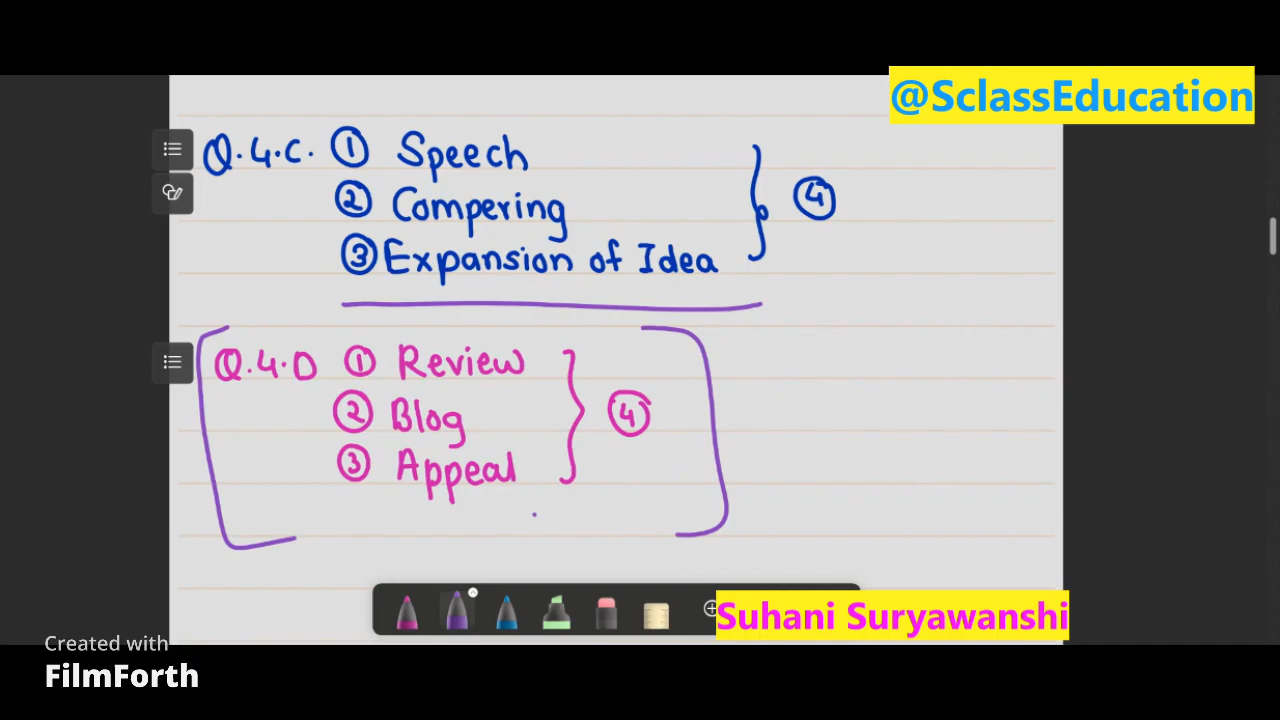 @SclassEducation
Q.4.C. ① Speech
② Compering
③ Expansion of Idea
④
Q.4.D ① Review
② Blog
③ Appeal
④
Suhani Suryawanshi
Created with
FilmForth